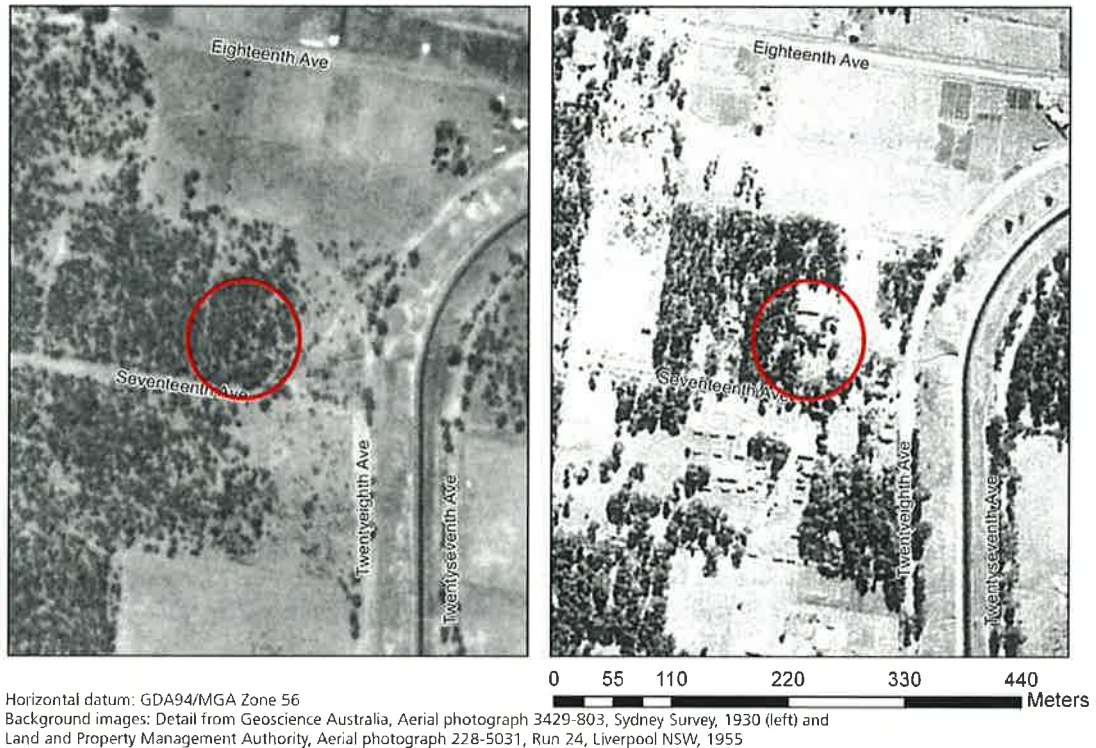 Eighteenth Ave
Seventeenth Ave
Twentyeighth Ave
Twentyseventh Ave
Eighteenth Ave
Seventeenth Ave
Twentyeighth Ave
Twentyseventh Ave
0 55 110 220 330 440
Meters
Horizontal datum: GDA94/MGA Zone 56
Background images: Detail from Geoscience Australia, Aerial photograph 3429-803, Sydney Survey, 1930 (left) and
Land and Property Management Authority, Aerial photograph 228-5031, Run 24, Liverpool NSW, 1955